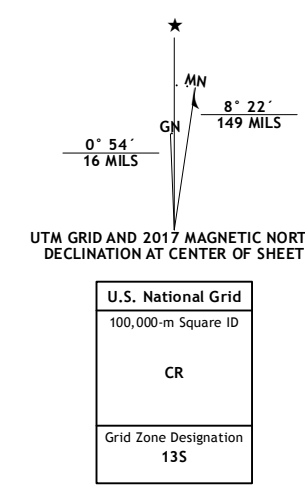 ★
MN
GN
8° 22´
149 MILS
0° 54´
16 MILS
UTM GRID AND 2017 MAGNETIC NORT
DECLINATION AT CENTER OF SHEET
U.S. National Grid
100,000-m Square ID
CR
Grid Zone Designation
13S